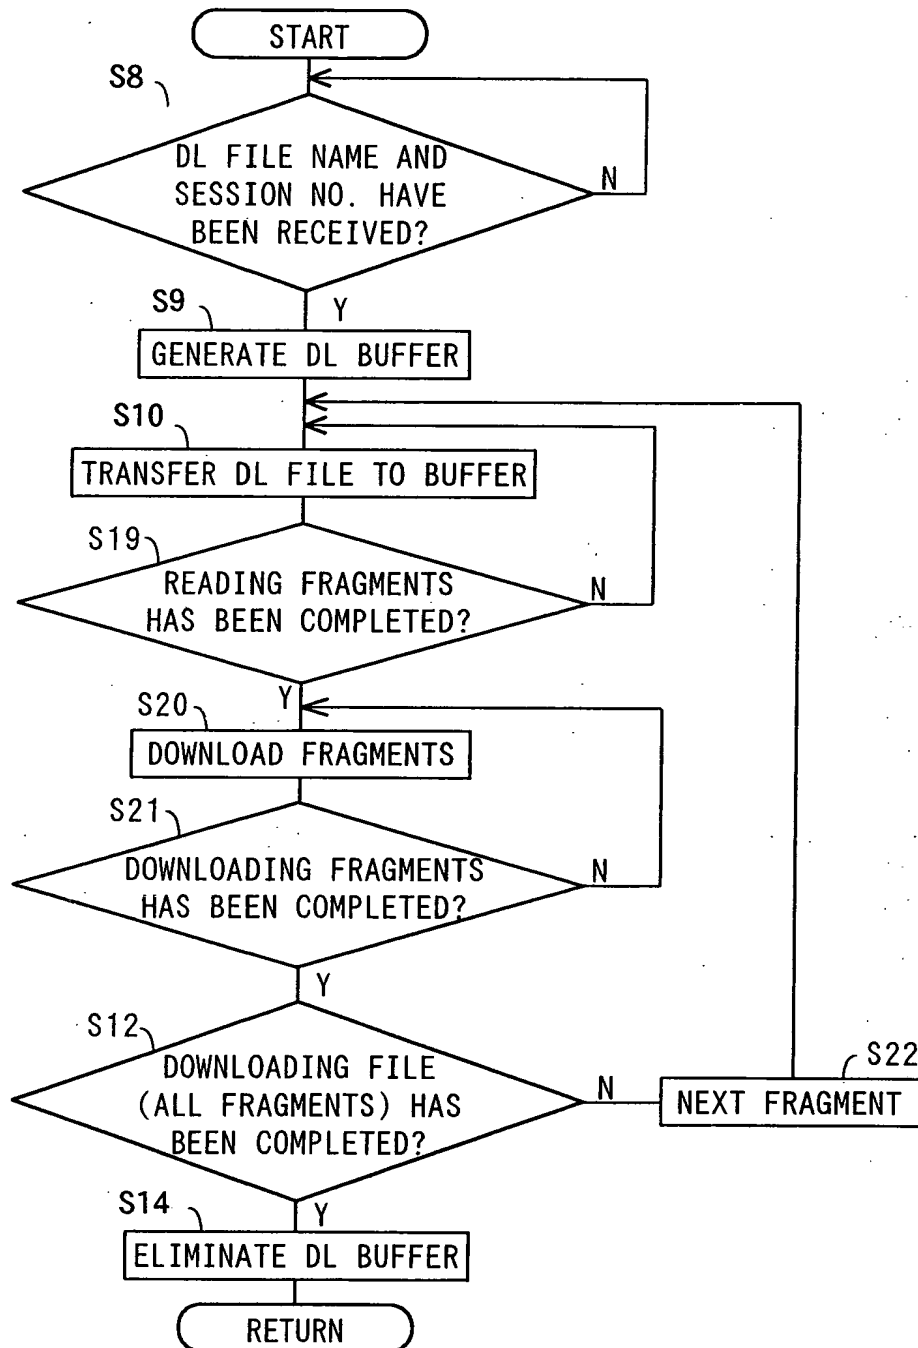 START
S8
DL FILE NAME AND
SESSION NO. HAVE
BEEN RECEIVED?
N
Y
S9
GENERATE DL BUFFER
S10
TRANSFER DL FILE TO BUFFER
S19
READING FRAGMENTS
HAS BEEN COMPLETED?
N
Y
S20
DOWNLOAD FRAGMENTS
S21
DOWNLOADING FRAGMENTS
HAS BEEN COMPLETED?
N
Y
S12
DOWNLOADING FILE
(ALL FRAGMENTS) HAS
BEEN COMPLETED?
N
S22
NEXT FRAGMENT
Y
S14
ELIMINATE DL BUFFER
RETURN